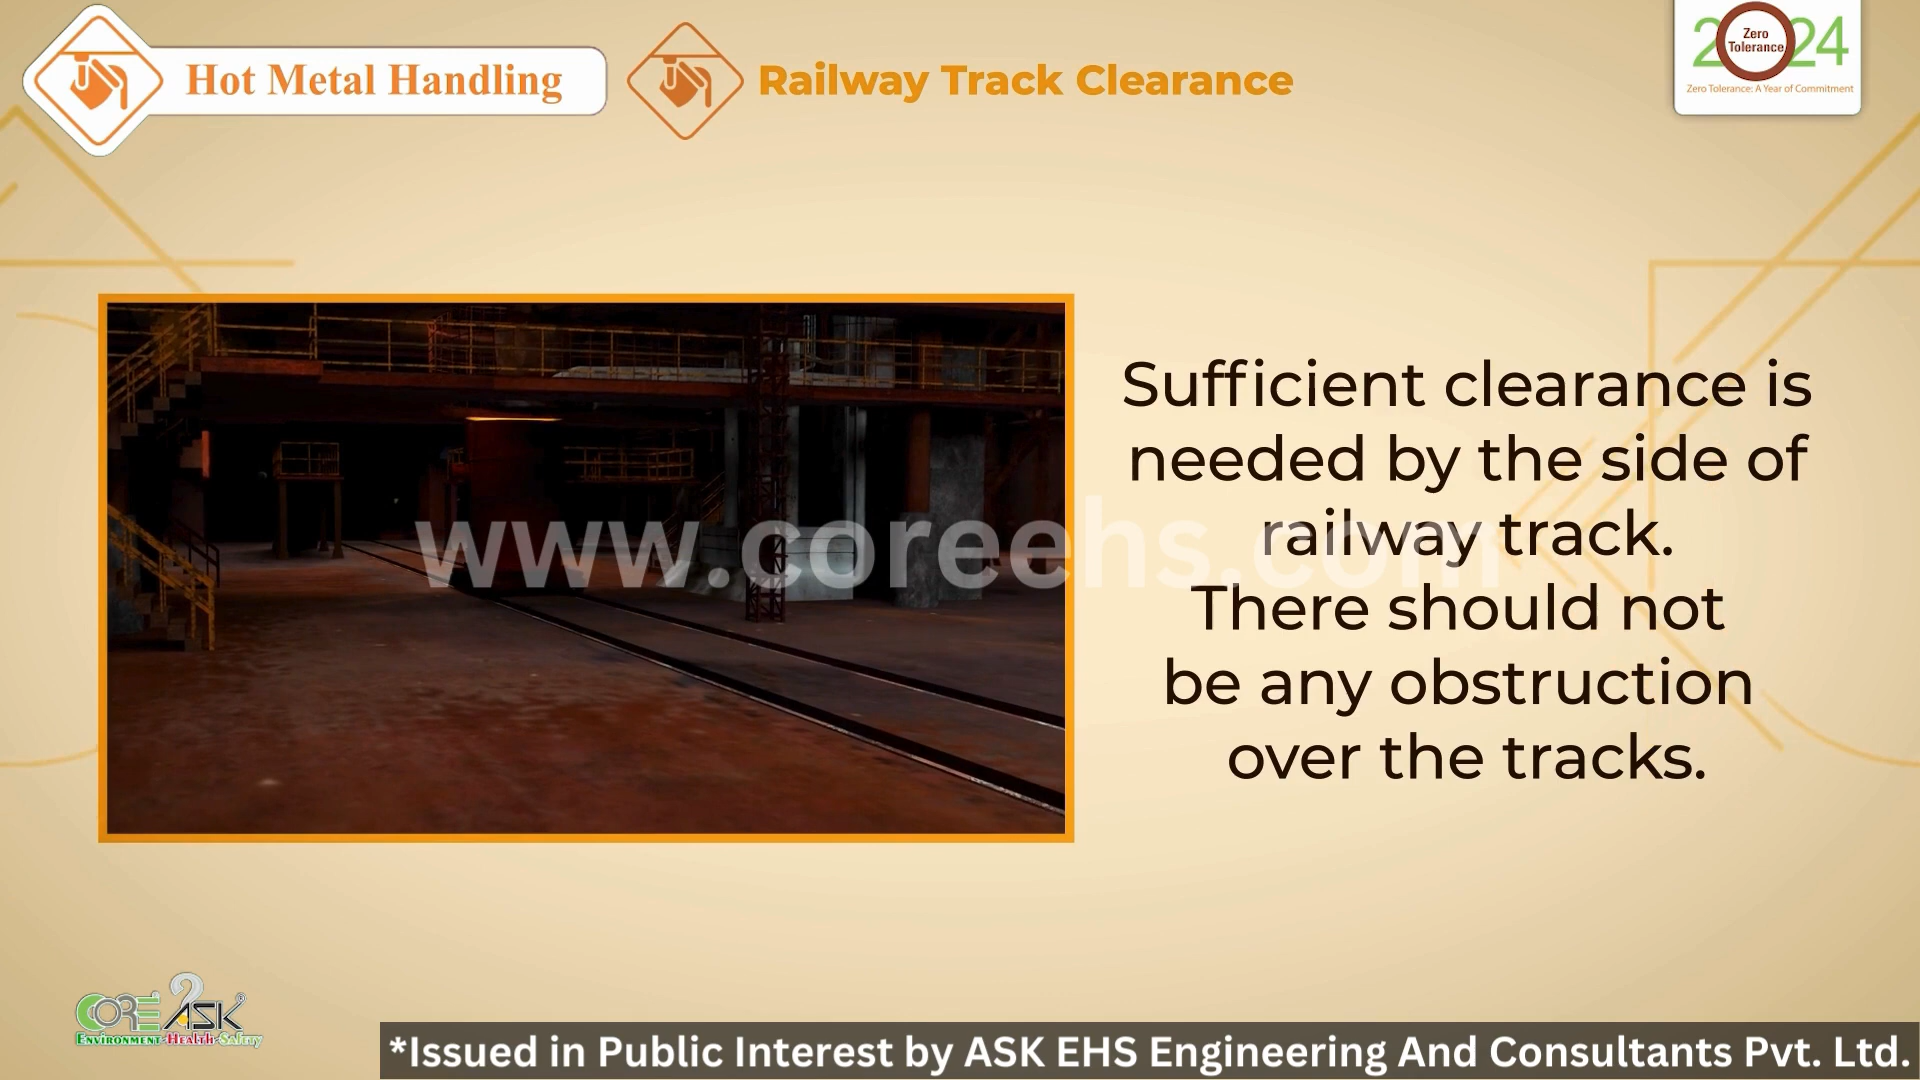 Hot Metal Handling
Railway Track Clearance
2024
Zero
Tolerance
Zero Tolerance: A Year of Commitment
Sufficient clearance is
needed by the side of
railway track.
There should not
be any obstruction
over the tracks.
www.coreehs.com
CORE ASK
Environment-Health-Safety
*Issued in Public Interest by ASK EHS Engineering And Consultants Pvt. Ltd.